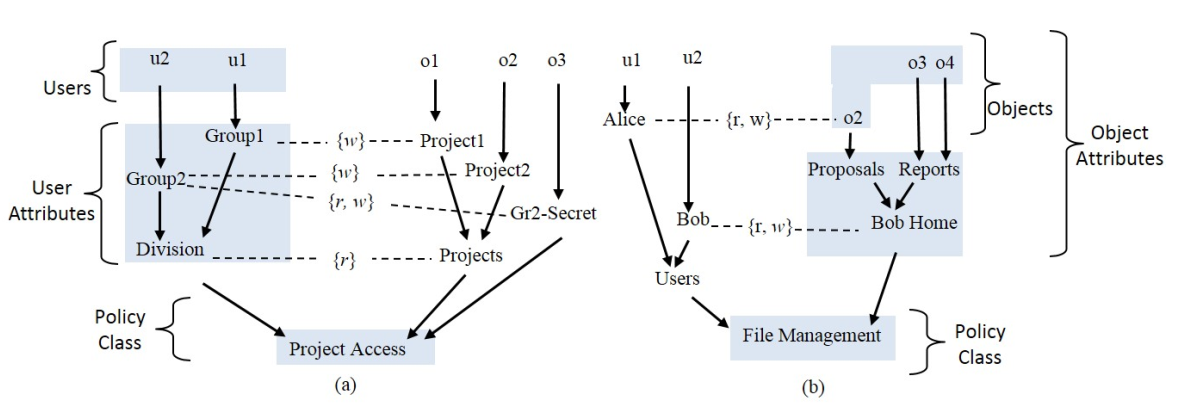 u2 u1 o1 o2 o3 u1 u2 o3 o4
Users
Objects
Group1 {w} Project1
Alice {r, w} o2
Object
Attributes
User
Attributes
Group2 {w} Project2
{r, w} Gr2-Secret
Proposals Reports
Bob {r, w} Bob Home
Division {r} Projects
Users
Policy
Class
Project Access
File Management
Policy
Class
(a) (b)